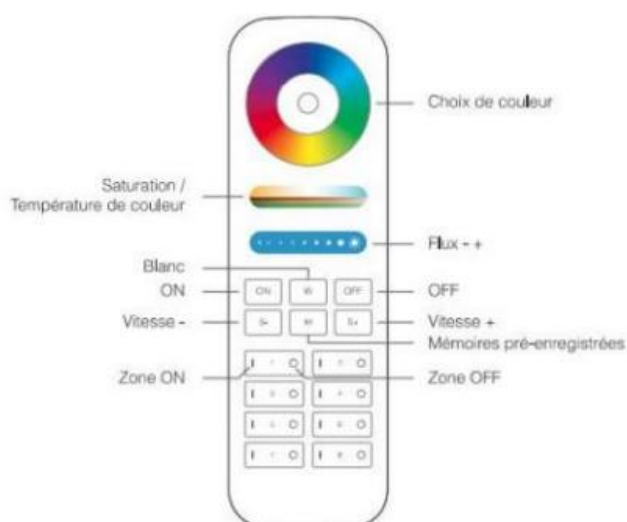 Choix de couleur
Saturation /
Température de couleur
Flux - +
Blanc
ON
ON
W
OFF
OFF
Vitesse -
S-
M
S+
Vitesse +
Mémoires pré-enregistrées
Zone ON
Zone OFF